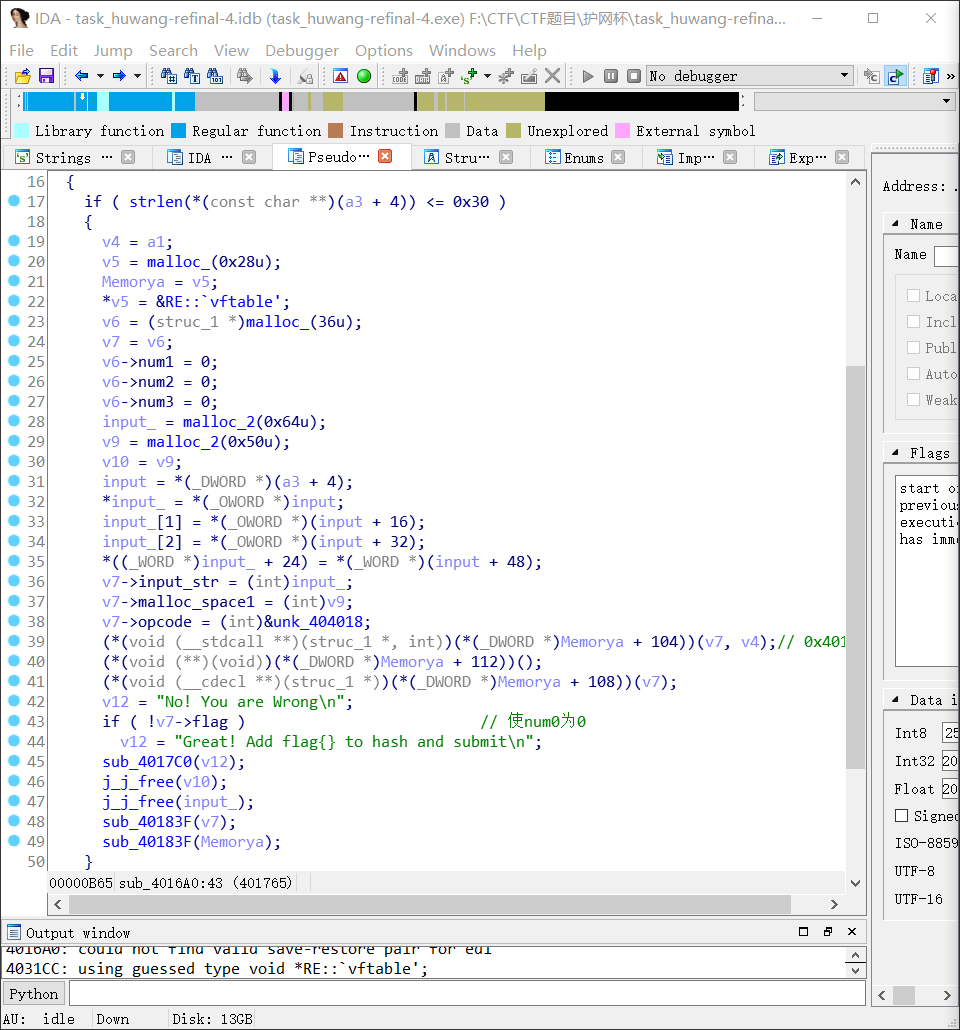 IDA - task_huwang-refinal-4.idb (task_huwang-refinal-4.exe) F:\CTF\CTF题目\护网杯\task_huwang-refina...
File Edit Jump Search View Debugger Options Windows Help
No debugger
Library function Regular function Instruction Data Unexplored External symbol
Strings ··· IDA ··· Pseudo··· Stru··· Enums Imp··· Exp···
16 {
17 if ( strlen(*(const char **)(a3 + 4)) <= 0x30 )
18 {
19 v4 = a1;
20 v5 = malloc_(0x28u);
21 Memorya = v5;
22 *v5 = &RE::`vftable';
23 v6 = (struc_1 *)malloc_(36u);
24 v7 = v6;
25 v6->num1 = 0;
26 v6->num2 = 0;
27 v6->num3 = 0;
28 input_ = malloc_2(0x64u);
29 v9 = malloc_2(0x50u);
30 v10 = v9;
31 input = *(_DWORD *)(a3 + 4);
32 *input_ = *(_OWORD *)input;
33 input_[1] = *(_OWORD *)(input + 16);
34 input_[2] = *(_OWORD *)(input + 32);
35 *((_WORD *)input_ + 24) = *(_WORD *)(input + 48);
36 v7->input_str = (int)input_;
37 v7->malloc_space1 = (int)v9;
38 v7->opcode = (int)&unk_404018;
39 (*(void (__stdcall **)(struc_1 *, int))(*(_DWORD *)Memorya + 104))(v7, v4);// 0x401
40 (*(void (**)(void))(*(_DWORD *)Memorya + 112))();
41 (*(void (__cdecl **)(struc_1 *))(*(_DWORD *)Memorya + 108))(v7);
42 v12 = "No! You are Wrong\n";
43 if ( !v7->flag ) // 使num0为0
44 v12 = "Great! Add flag{} to hash and submit\n";
45 sub_4017C0(v12);
46 j_j_free(v10);
47 j_j_free(input_);
48 sub_40183F(v7);
49 sub_40183F(Memorya);
50 }
00000B65 sub_4016A0:43 (401765)
Address: .
Name
Name
Loca
Incl
Publ
Auto
Weak
Flags
start o
previous
executi
has imm
Data i
Int8 25
Int32 20
Float 20
Signed
ISO-8859
UTF-8
UTF-16
Output window
4016A0: could not find valid save-restore pair for edi
4031CC: using guessed type void *RE::`vftable';
Python
AU: idle Down Disk: 13GB